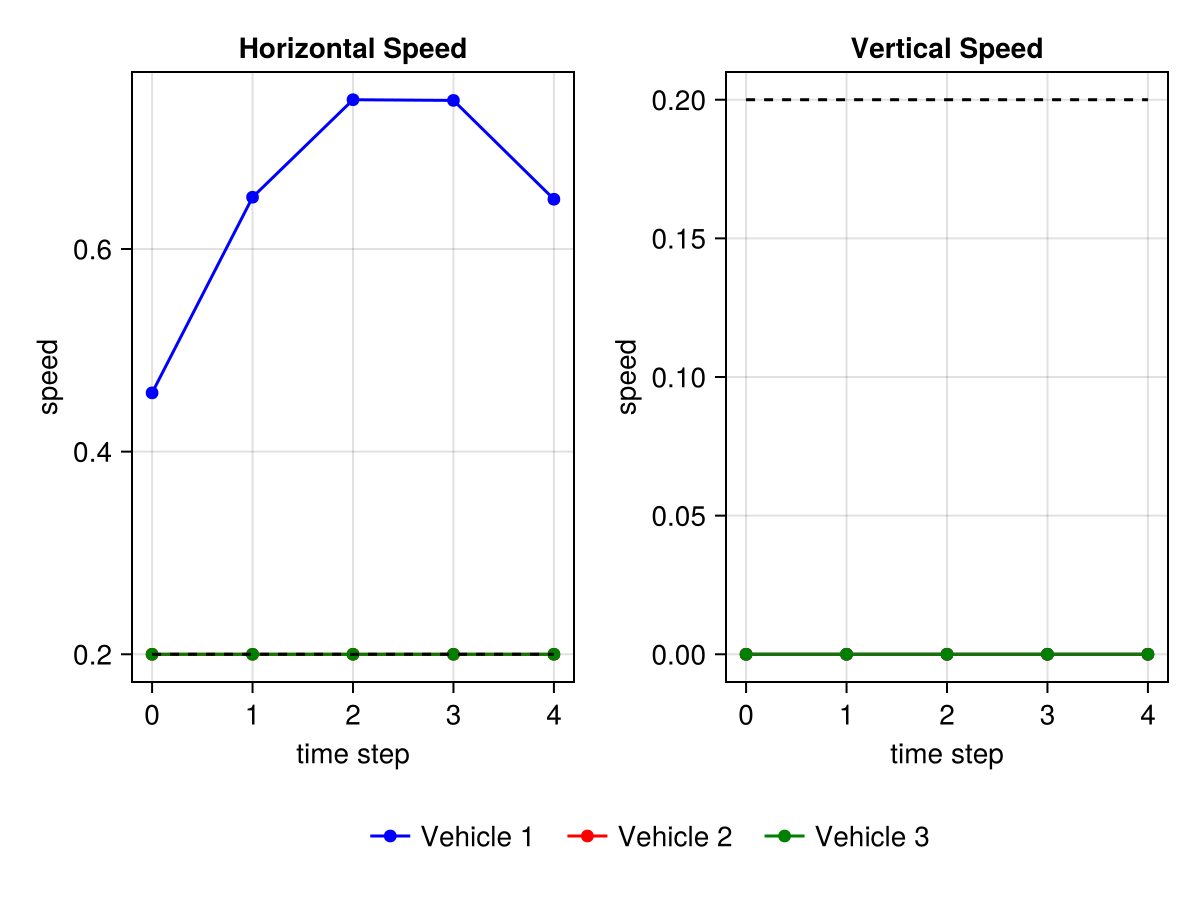 Horizontal Speed
0.6
0.4
0.2
speed
0 1 2 3 4
time step
Vertical Speed
0.20
0.15
0.10
0.05
0.00
speed
0 1 2 3 4
time step
Vehicle 1 Vehicle 2 Vehicle 3